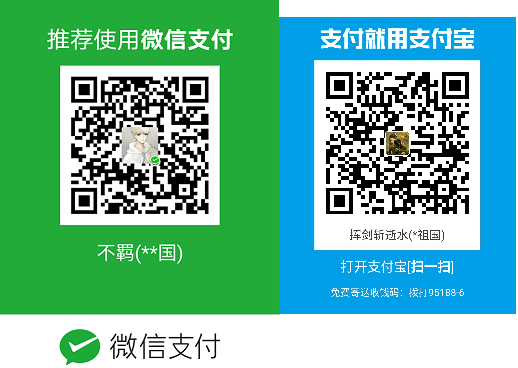 推荐使用微信支付
不羁(**国)
微信支付
支付就用支付宝
挥剑斩逝水(*祖国)
打开支付宝[扫一扫]
免费寄送收钱码：拨打95188-6